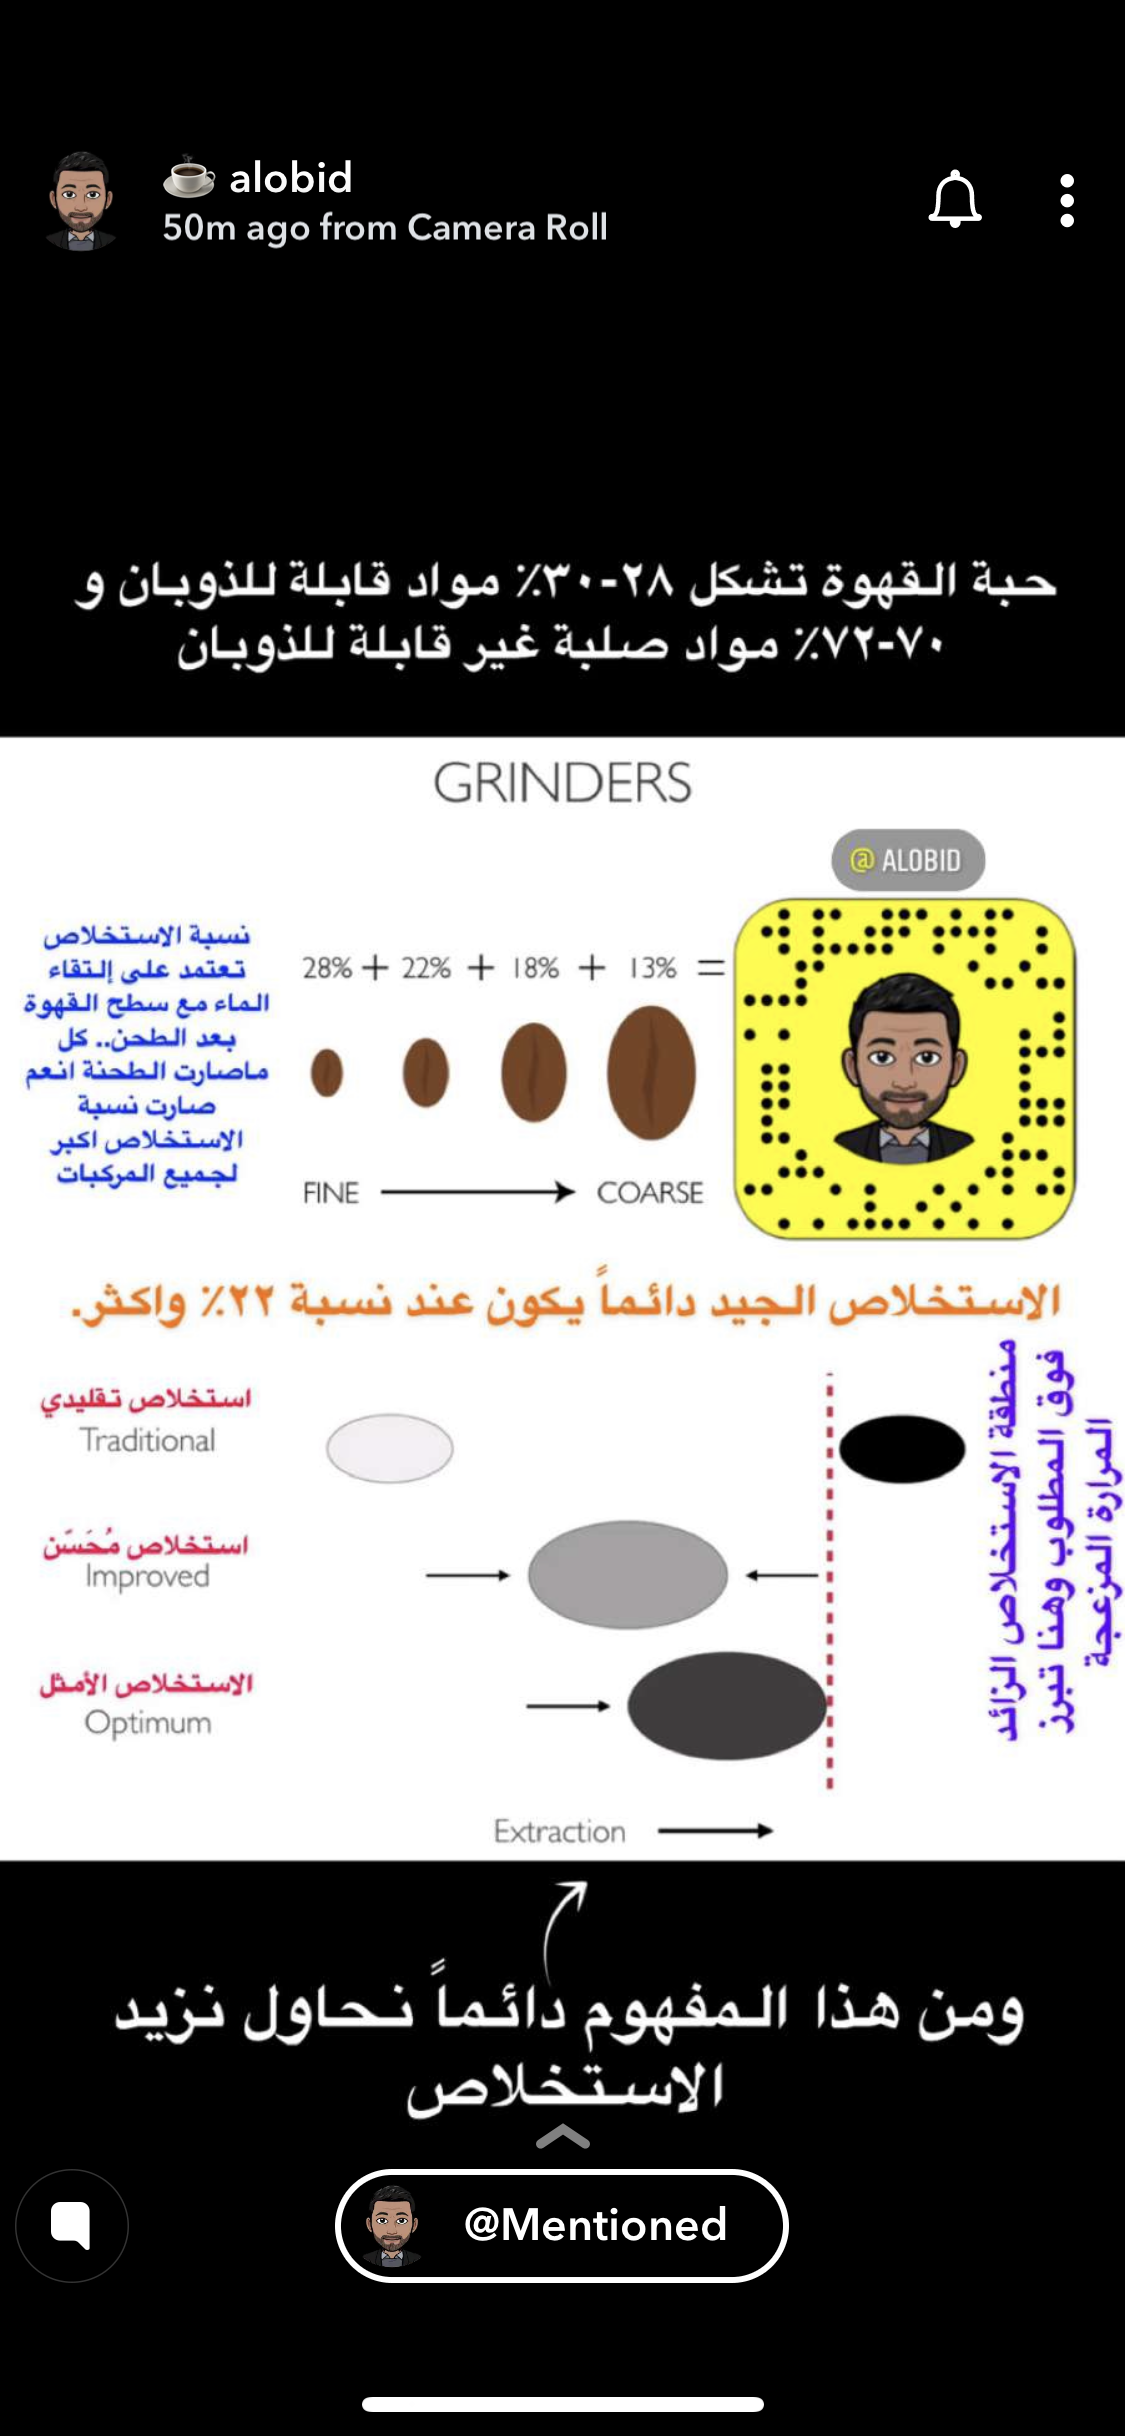 alobid
50m ago from Camera Roll
حبة القهوة تشكل ٢٨-٣٠٪ مواد قابلة للذوبان و
٧٠-٧٢٪ مواد صلبة غير قابلة للذوبان
GRINDERS
@ ALOBID
نسبة الاستخلاص
تعتمد على إلتقاء
الماء مع سطح القهوة
بعد الطحن.. كل
ماصارت الطحنة انعم
صارت نسبة
الاستخلاص اكبر
لجميع المركبات
28% + 22% + 18% + 13% =
FINE COARSE
الاستخلاص الجيد دائماً يكون عند نسبة ٢٢٪ واكثر.
استخلاص تقليدي
Traditional
استخلاص مُحَسّن
Improved
الاستخلاص الأمثل
Optimum
منطقة الاستخلاص الزائد
فوق المطلوب وهنا تبرز
المرارة المزعجة
Extraction
ومن هذا المفهوم دائماً نحاول نزيد
الاستخلاص
@Mentioned